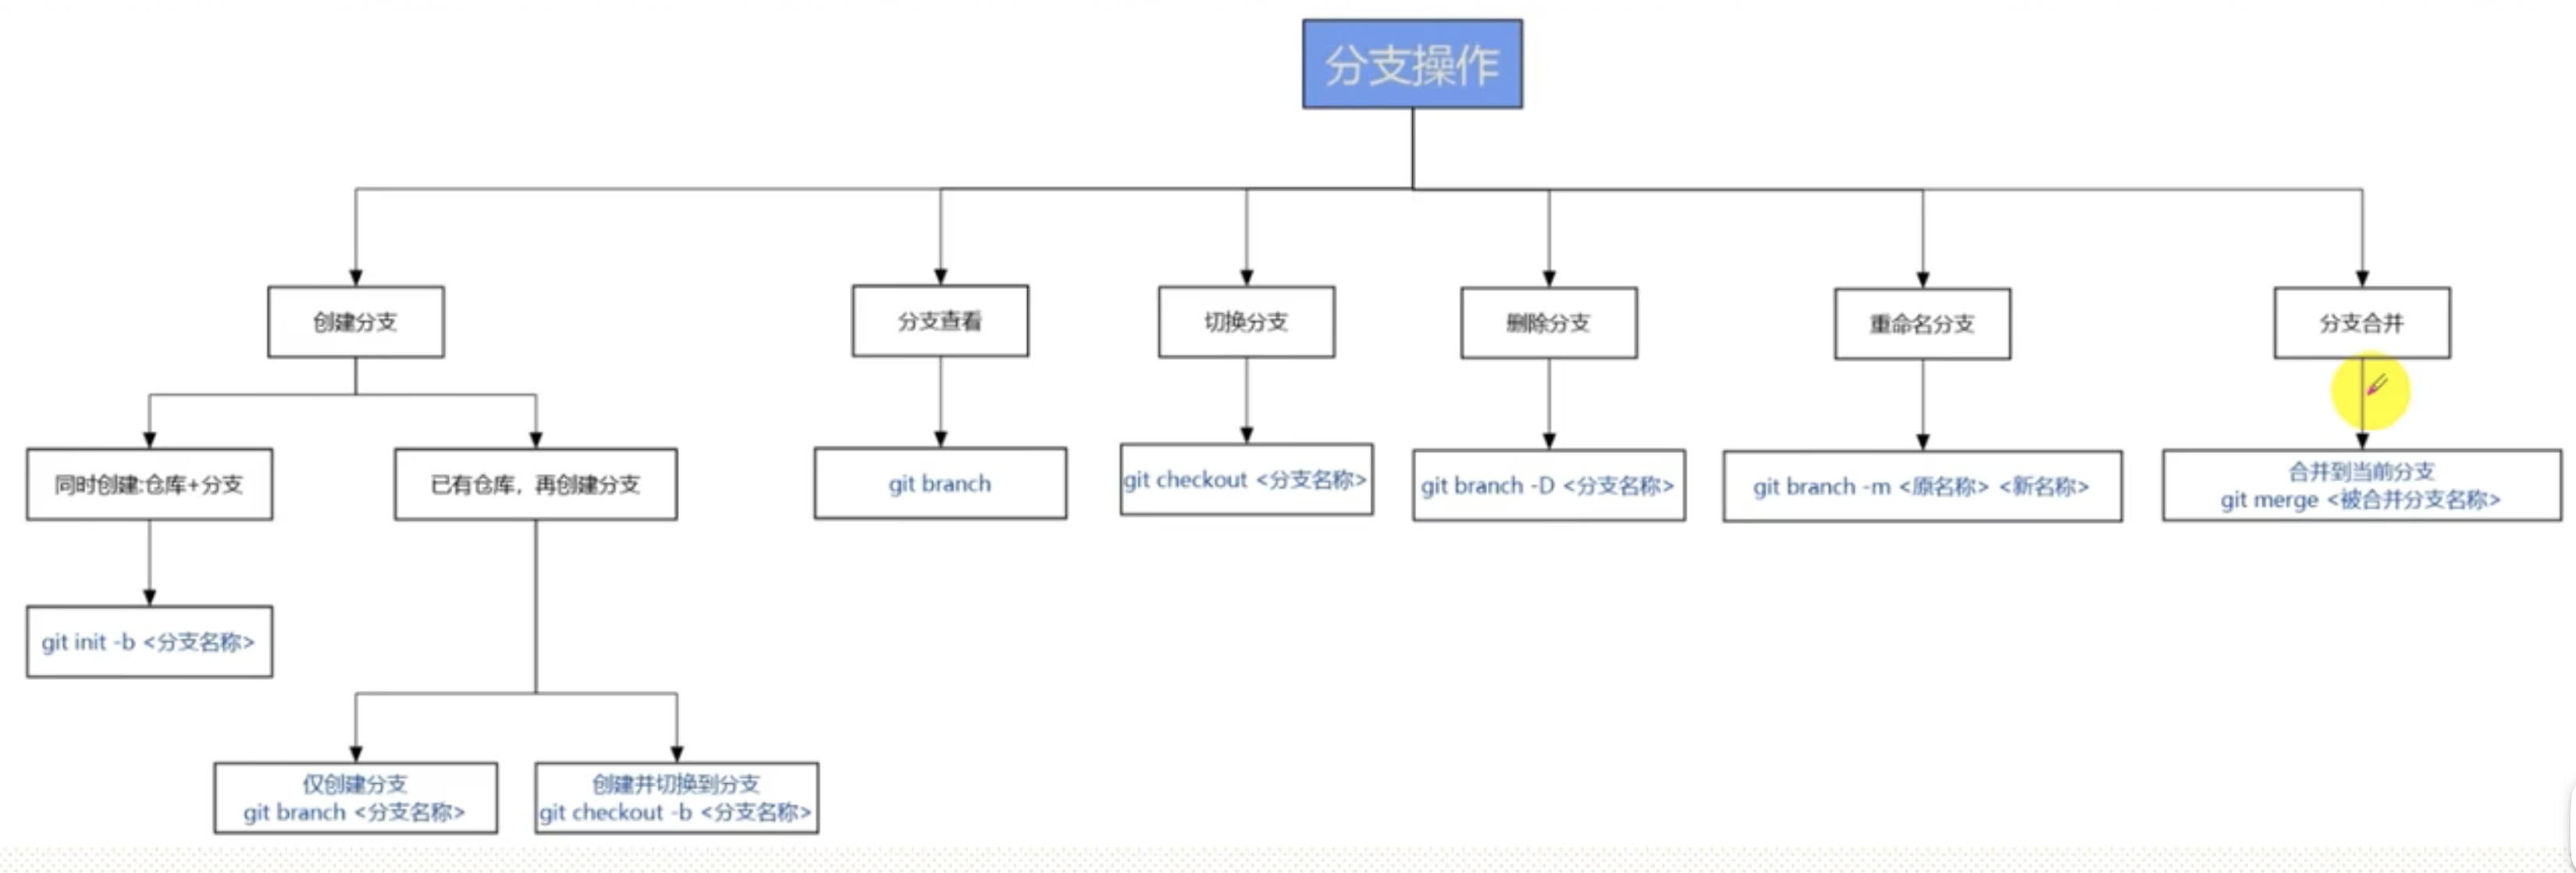 分支操作
创建分支
分支查看
切换分支
删除分支
重命名分支
分支合并
同时创建:仓库+分支
已有仓库，再创建分支
git branch
git checkout <分支名称>
git branch -D <分支名称>
git branch -m <原名称> <新名称>
合并到当前分支
git merge <被合并分支名称>
git init -b <分支名称>
仅创建分支
git branch <分支名称>
创建并切换到分支
git checkout -b <分支名称>